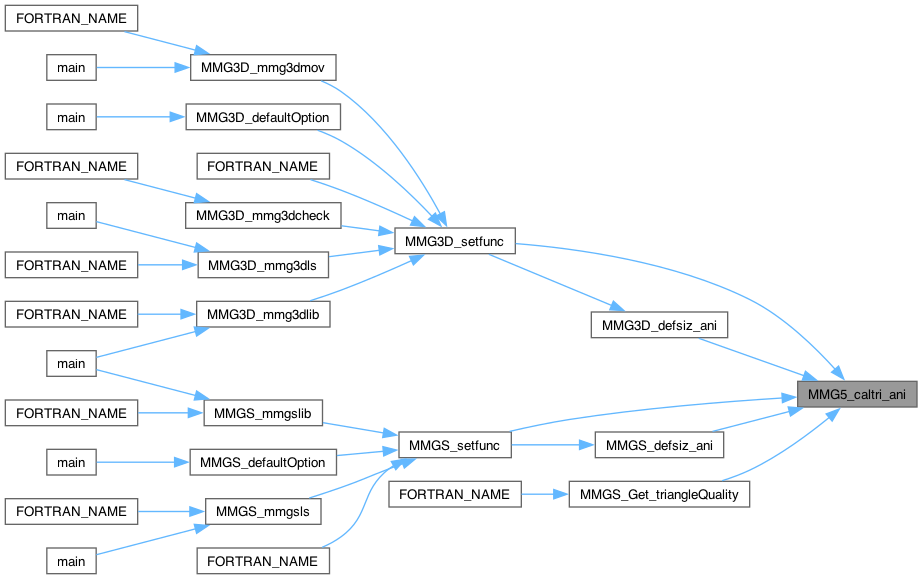 FORTRAN_NAME
main
MMG3D_mmg3dmov
main
MMG3D_defaultOption
FORTRAN_NAME
FORTRAN_NAME
main
MMG3D_mmg3dcheck
MMG3D_setfunc
FORTRAN_NAME
MMG3D_mmg3dls
FORTRAN_NAME
MMG3D_mmg3dlib
MMG3D_defsiz_ani
main
MMG5_caltri_ani
FORTRAN_NAME
MMGS_mmgslib
MMGS_setfunc
MMGS_defsiz_ani
main
MMGS_defaultOption
FORTRAN_NAME
MMGS_Get_triangleQuality
FORTRAN_NAME
MMGS_mmgsls
main
FORTRAN_NAME